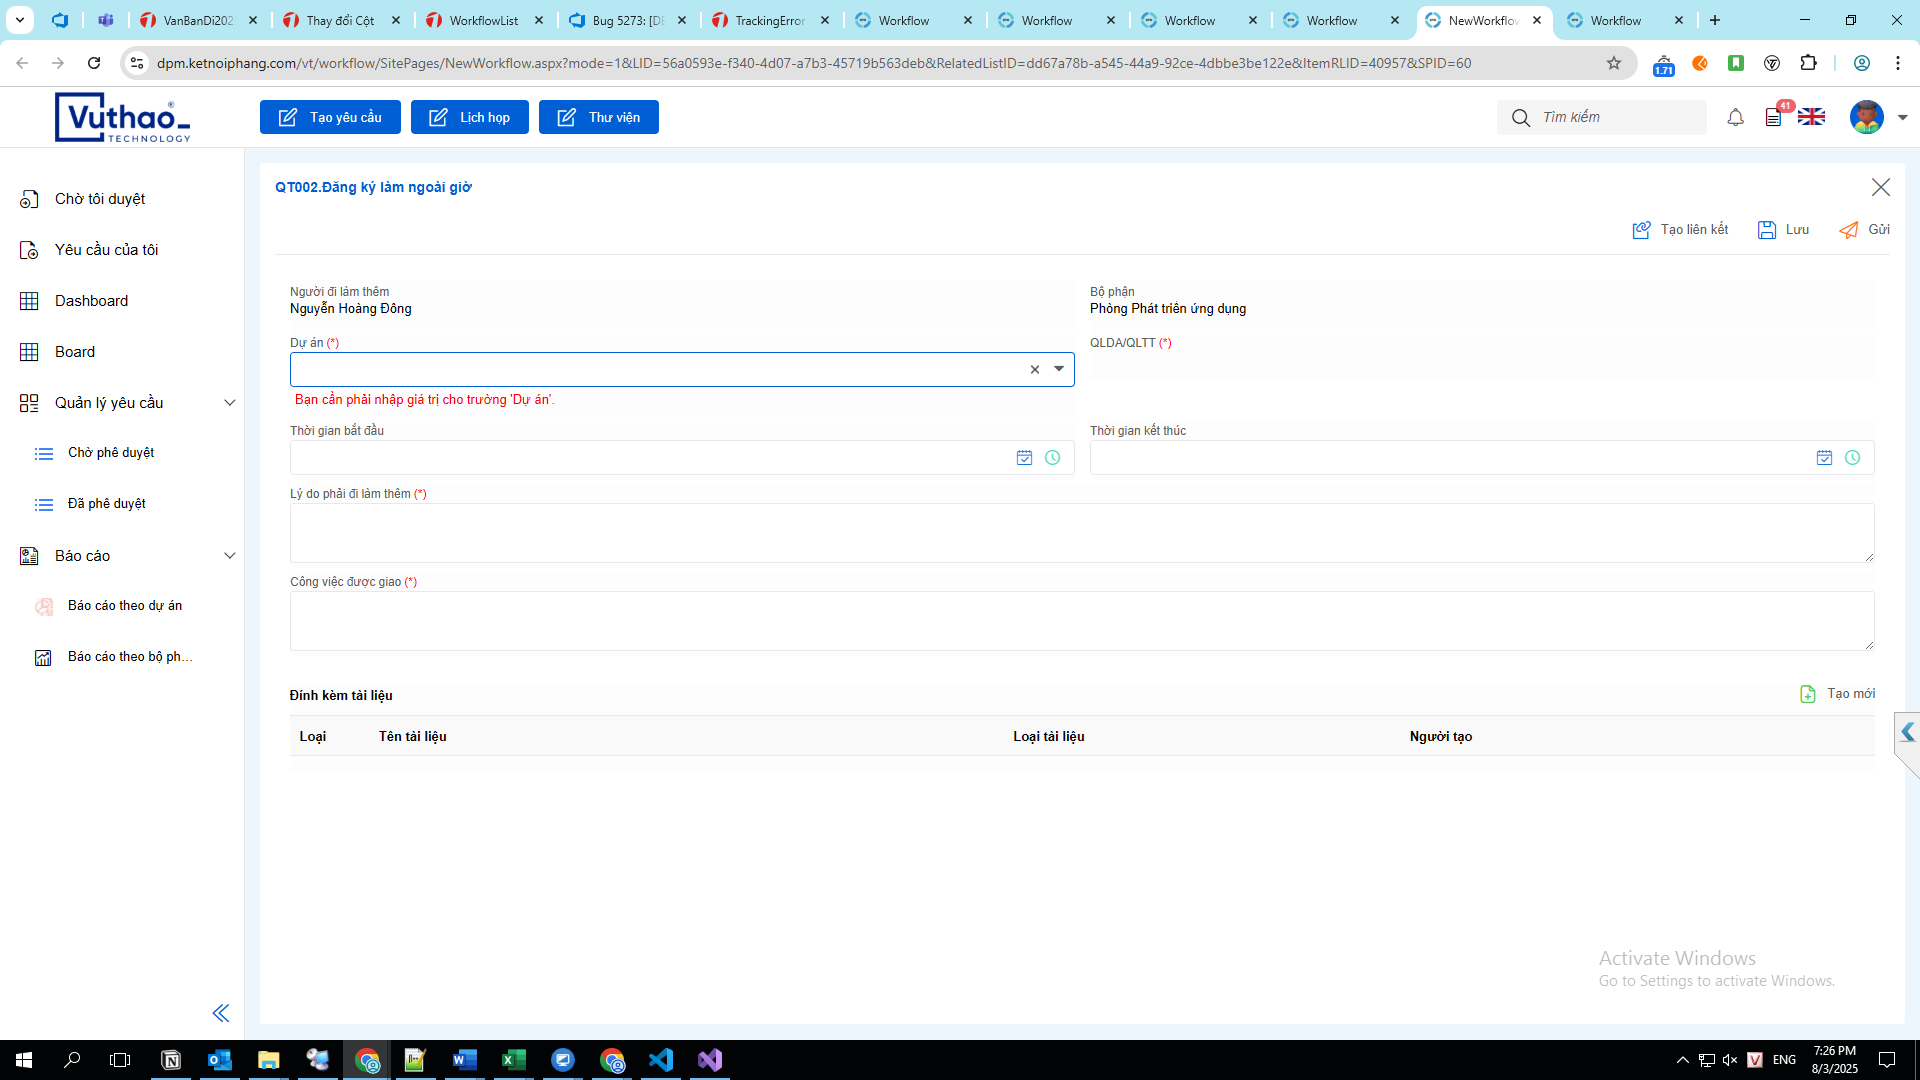 VanBanDi202
Thay đổi Cột
WorkflowList
Bug 5273: [DE
TrackingError
Workflow
Workflow
Workflow
Workflow
NewWorkflow
Workflow
dpm.ketnoiphang.com/vt/workflow/SitePages/NewWorkflow.aspx?mode=1&LID=56a0593e-f340-4d07-a7b3-45719b563deb&RelatedListID=dd67a78b-a545-44a9-92ce-4dbbe3be122e&ItemRLID=40957&SPID=60
1.71
Vuthao®
TECHNOLOGY
Tạo yêu cầu
Lịch họp
Thư viện
Tìm kiếm
41
Chờ tôi duyệt
Yêu cầu của tôi
Dashboard
Board
Quản lý yêu cầu
Chờ phê duyệt
Đã phê duyệt
Báo cáo
Báo cáo theo dự án
Báo cáo theo bộ ph...
QT002.Đăng ký làm ngoài giờ
Tạo liên kết
Lưu
Gửi
Người đi làm thêm
Nguyễn Hoàng Đông
Bộ phận
Phòng Phát triển ứng dụng
Dự án (*)
QLDA/QLTT (*)
Bạn cần phải nhập giá trị cho trường 'Dự án'.
Thời gian bắt đầu
Thời gian kết thúc
Lý do phải đi làm thêm (*)
Công việc được giao (*)
Đính kèm tài liệu
Tạo mới
Loại
Tên tài liệu
Loại tài liệu
Người tạo
Activate Windows
Go to Settings to activate Windows.
ENG
7:26 PM
8/3/2025